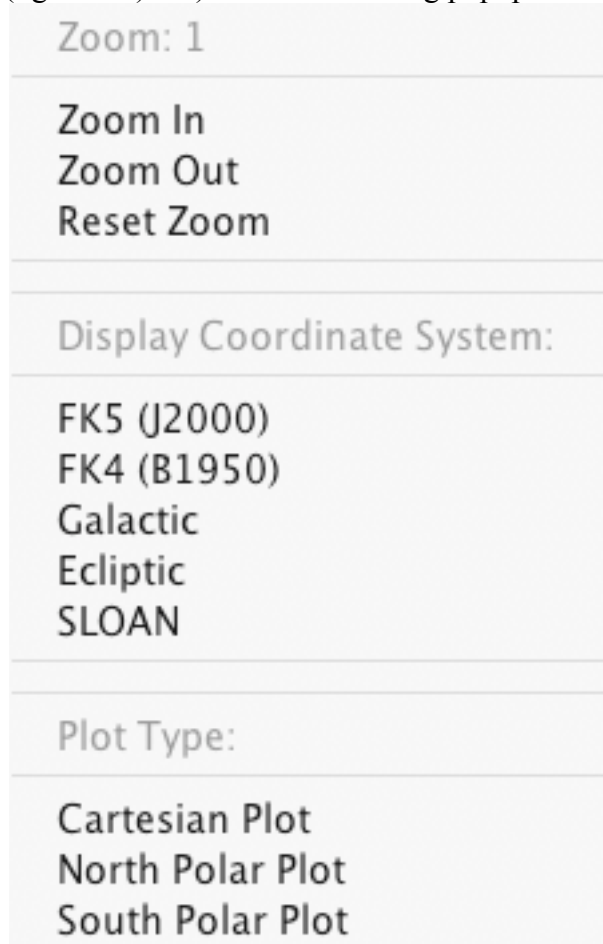 Zoom: 1
Zoom In
Zoom Out
Reset Zoom
Display Coordinate System:
FK5 (J2000)
FK4 (B1950)
Galactic
Ecliptic
SLOAN
Plot Type:
Cartesian Plot
North Polar Plot
South Polar Plot